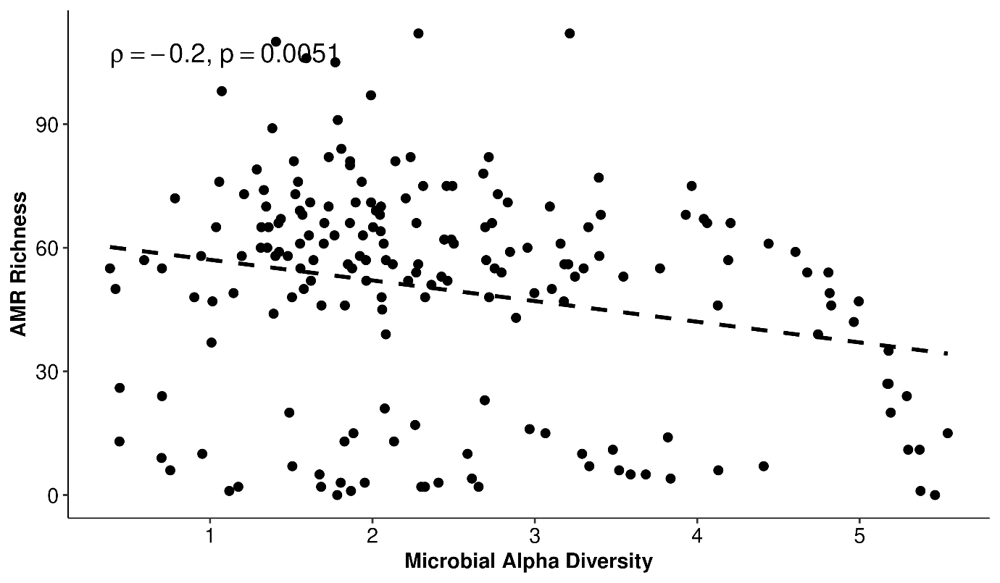 ρ = −0.2, p = 0.0051
90
60
30
0
AMR Richness
1 2 3 4 5
Microbial Alpha Diversity